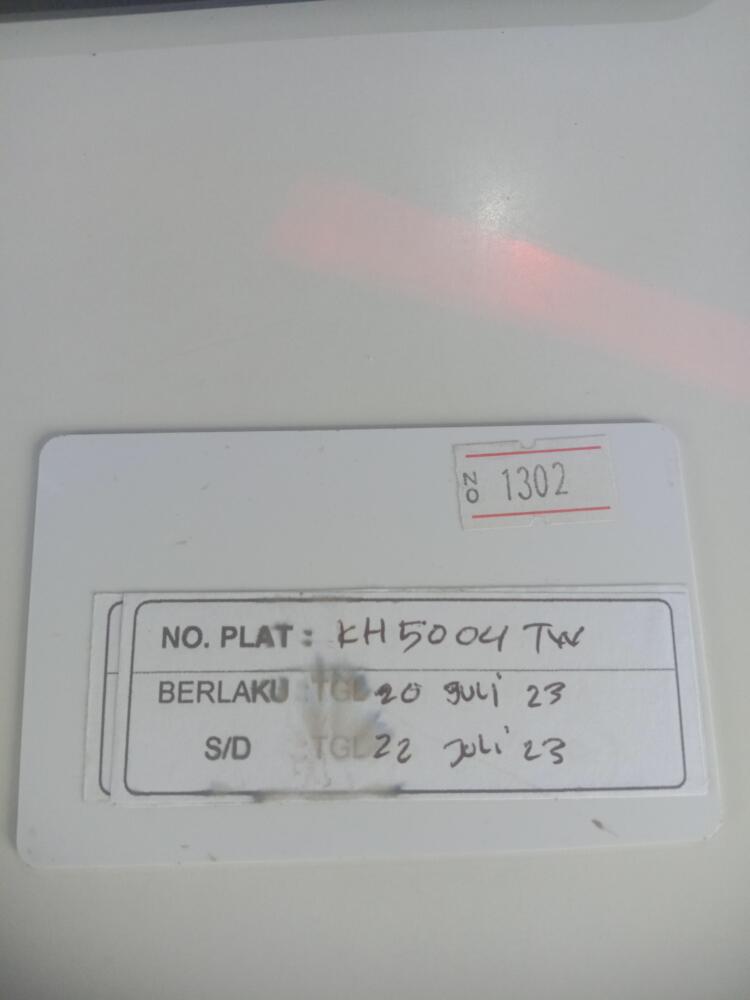 NO 1302
NO. PLAT : KH 5004 TW
BERLAKU : TGL 20 Juli 23
S/D : TGL 22 Juli 23